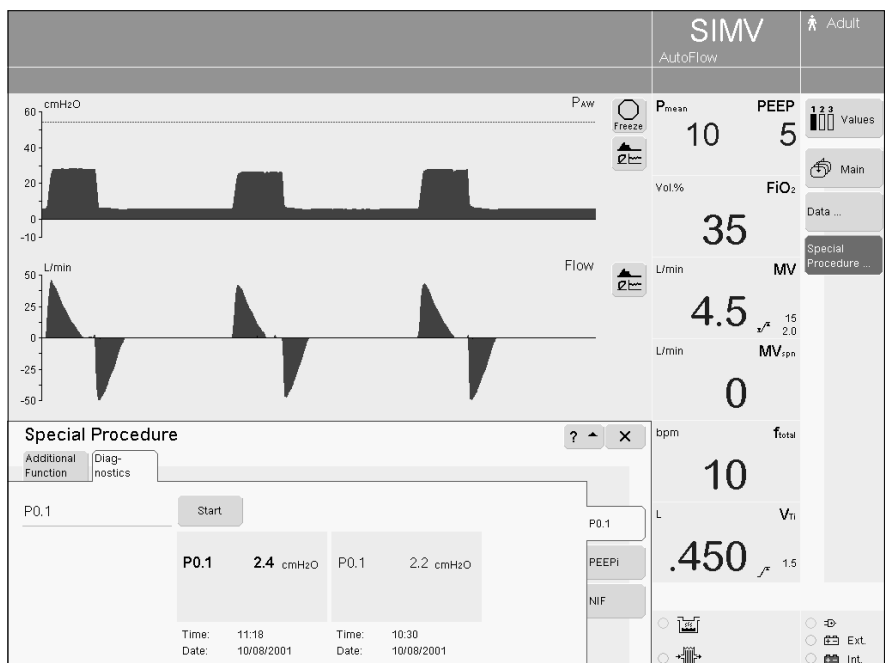 SIMV
AutoFlow
Adult
cmH2O
PAW
60
40
20
0
-10
Freeze
Pmean PEEP
10 5
1 2 3
Values
Main
Vol.% FiO2
35
Data ...
Special
Procedure ...
L/min
Flow
50
25
0
-25
-50
L/min MV
4.5 15
2.0
L/min MVspn
0
Special Procedure
? ×
Additional
Function
Diag-
nostics
bpm ftotal
10
P0.1
Start
P0.1
P0.1 2.4 cmH2O P0.1 2.2 cmH2O
PEEPi
NIF
L VTi
.450 1.5
Time: 11:18 Time: 10:30
Date: 10/08/2001 Date: 10/08/2001
Ext.
Int.